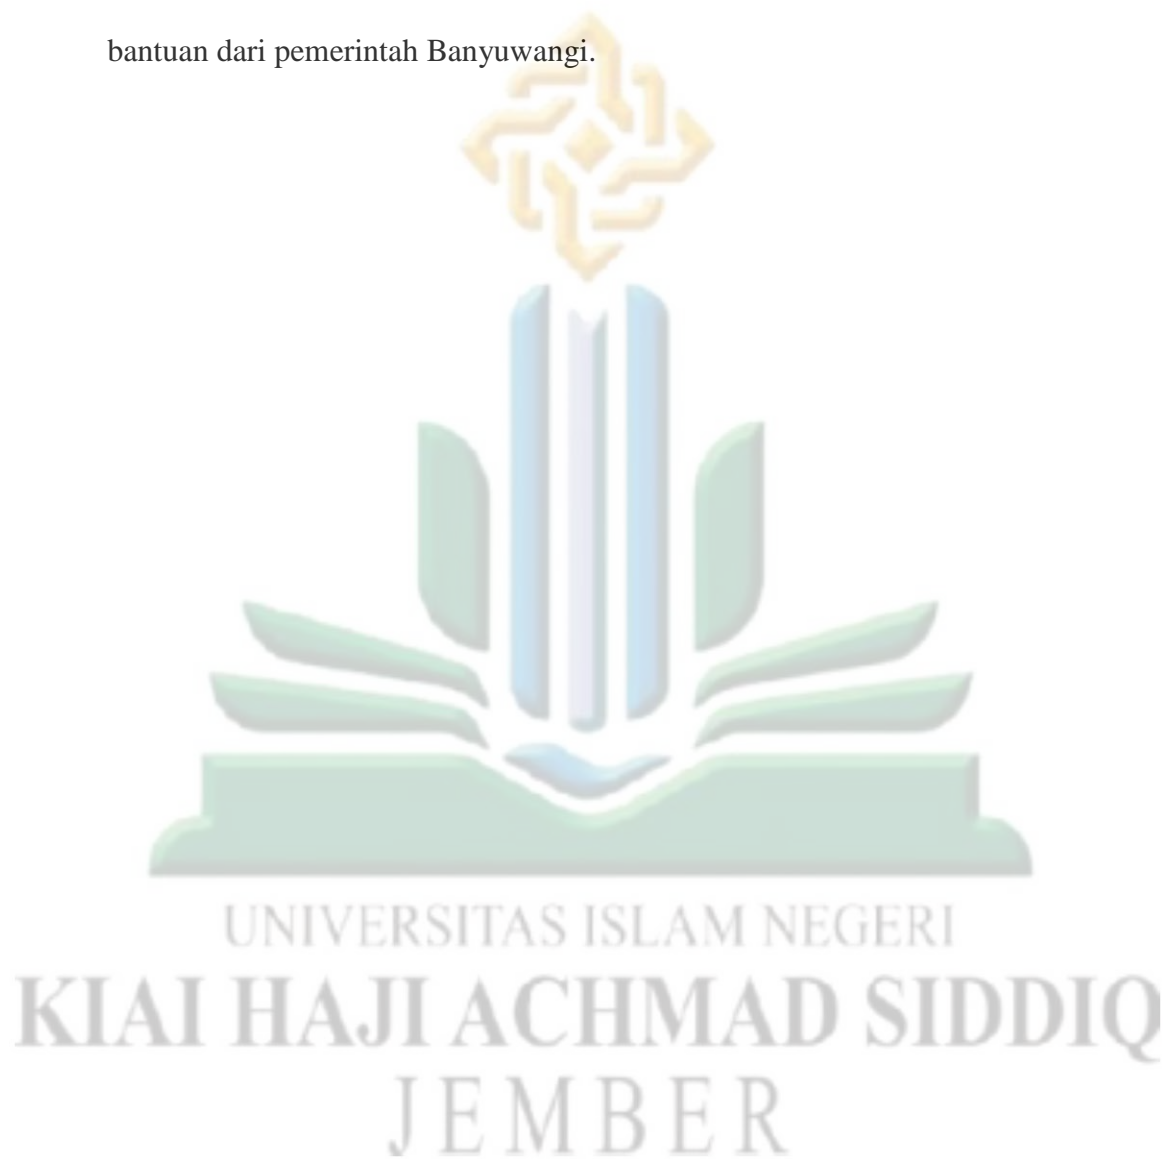 bantuan dari pemerintah Banyuwangi.
UNIVERSITAS ISLAM NEGERI
KIAI HAJI ACHMAD SIDDIQ
JEMBER